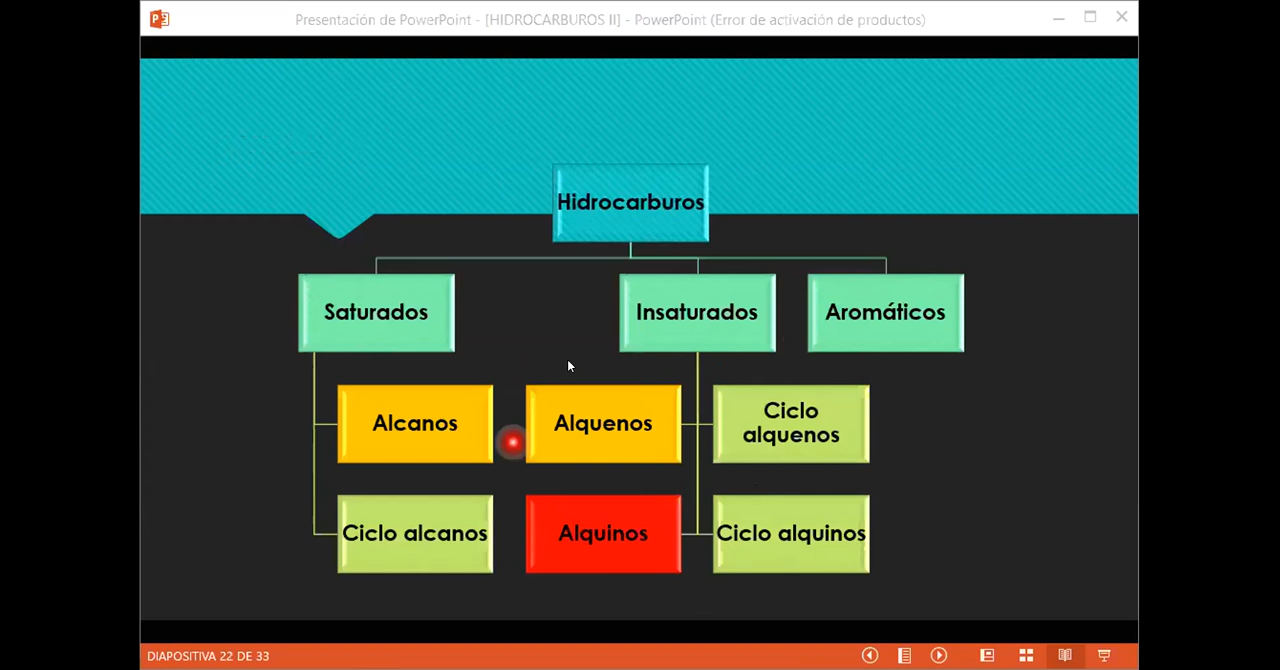 Presentación de PowerPoint - [HIDROCARBUROS II] - PowerPoint (Error de activación de productos)
Hidrocarburos
Saturados
Insaturados
Aromáticos
Alcanos
Alquenos
Ciclo
alquenos
Ciclo alcanos
Alquinos
Ciclo alquinos
DIAPOSITIVA 22 DE 33